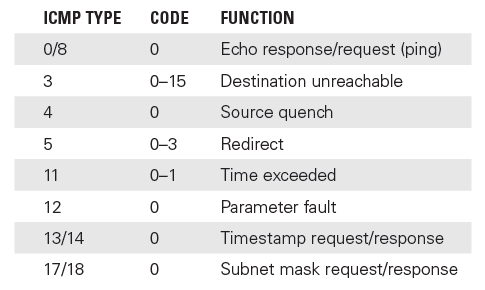 ICMP TYPE CODE FUNCTION
0/8 0 Echo response/request (ping)
3 0–15 Destination unreachable
4 0 Source quench
5 0–3 Redirect
11 0–1 Time exceeded
12 0 Parameter fault
13/14 0 Timestamp request/response
17/18 0 Subnet mask request/response